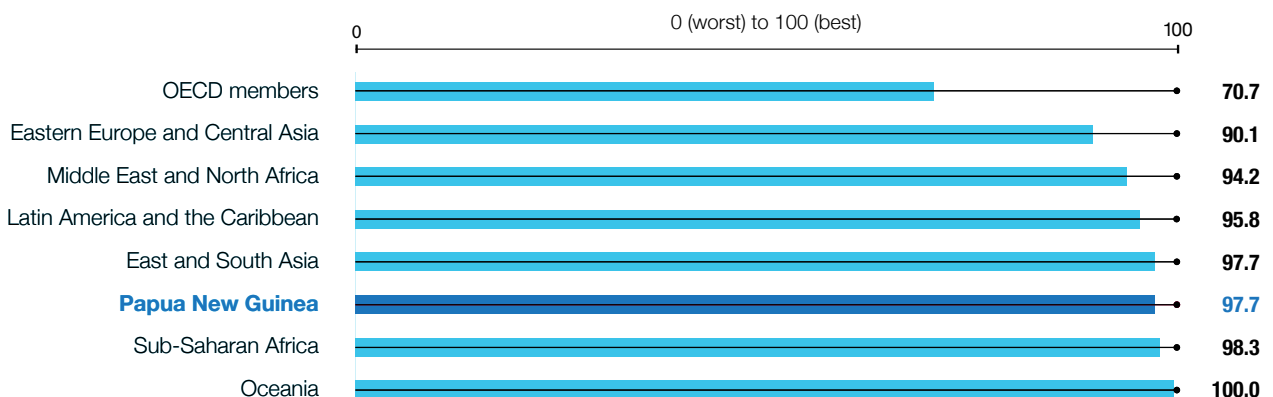 0 (worst) to 100 (best)
0 100
OECD members 70.7
Eastern Europe and Central Asia 90.1
Middle East and North Africa 94.2
Latin America and the Caribbean 95.8
East and South Asia 97.7
Papua New Guinea 97.7
Sub-Saharan Africa 98.3
Oceania 100.0